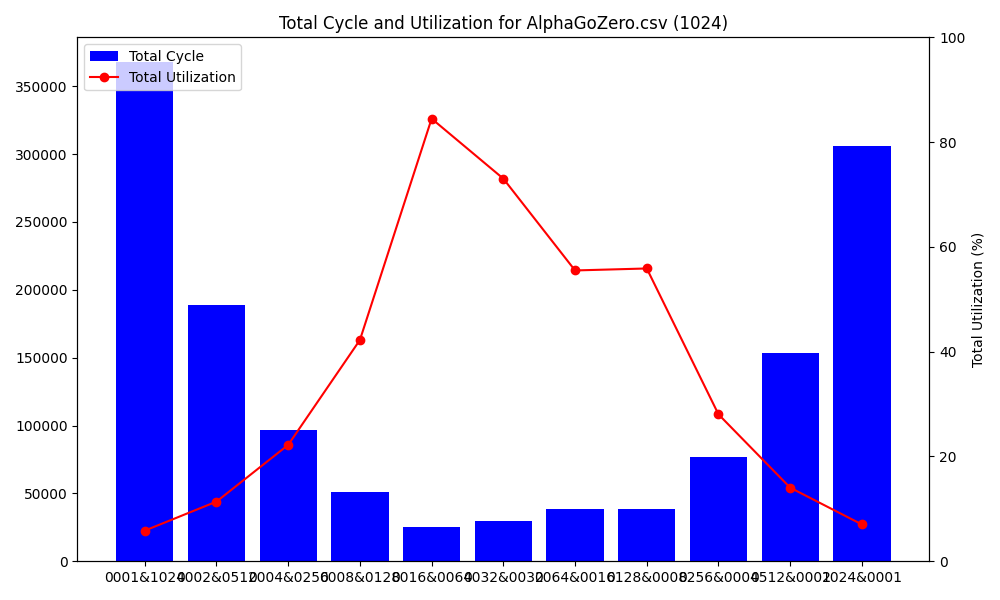 Total Cycle and Utilization for AlphaGoZero.csv (1024)
Total Cycle
Total Utilization
350000
300000
250000
200000
150000
100000
50000
0
100
80
60
40
20
0
Total Utilization (%)
0001&1024 0002&0512 0004&0256 0008&0128 0016&0064 0032&0032 0064&0016 0128&0008 0256&0004 0512&0002 1024&0001